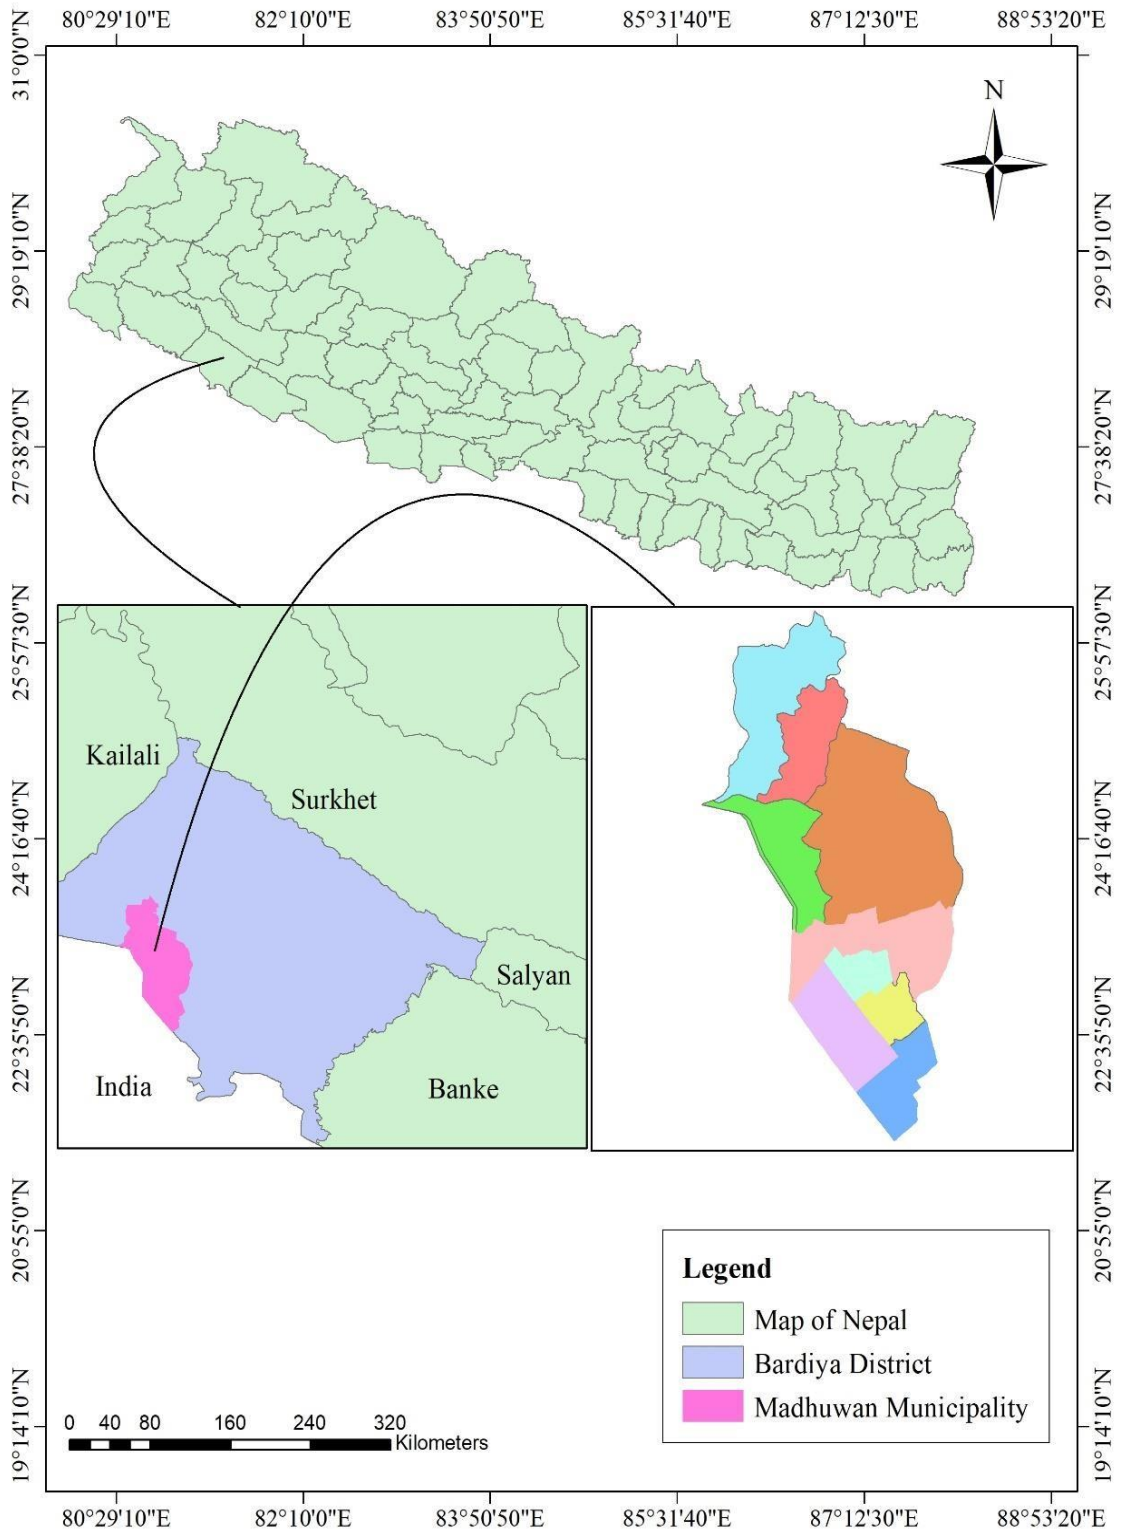 80°29'10"E 82°10'0"E 83°50'50"E 85°31'40"E 87°12'30"E 88°53'20"E
31°0'0"N
N
29°19'10"N
29°19'10"N
27°38'20"N
27°38'20"N
25°57'30"N
25°57'30"N
Kailali
Surkhet
24°16'40"N
24°16'40"N
Salyan
22°35'50"N
22°35'50"N
India
Banke
20°55'0"N
20°55'0"N
Legend
Map of Nepal
Bardiya District
Madhuwan Municipality
19°14'10"N
19°14'10"N
0 40 80 160 240 320
Kilometers
80°29'10"E 82°10'0"E 83°50'50"E 85°31'40"E 87°12'30"E 88°53'20"E